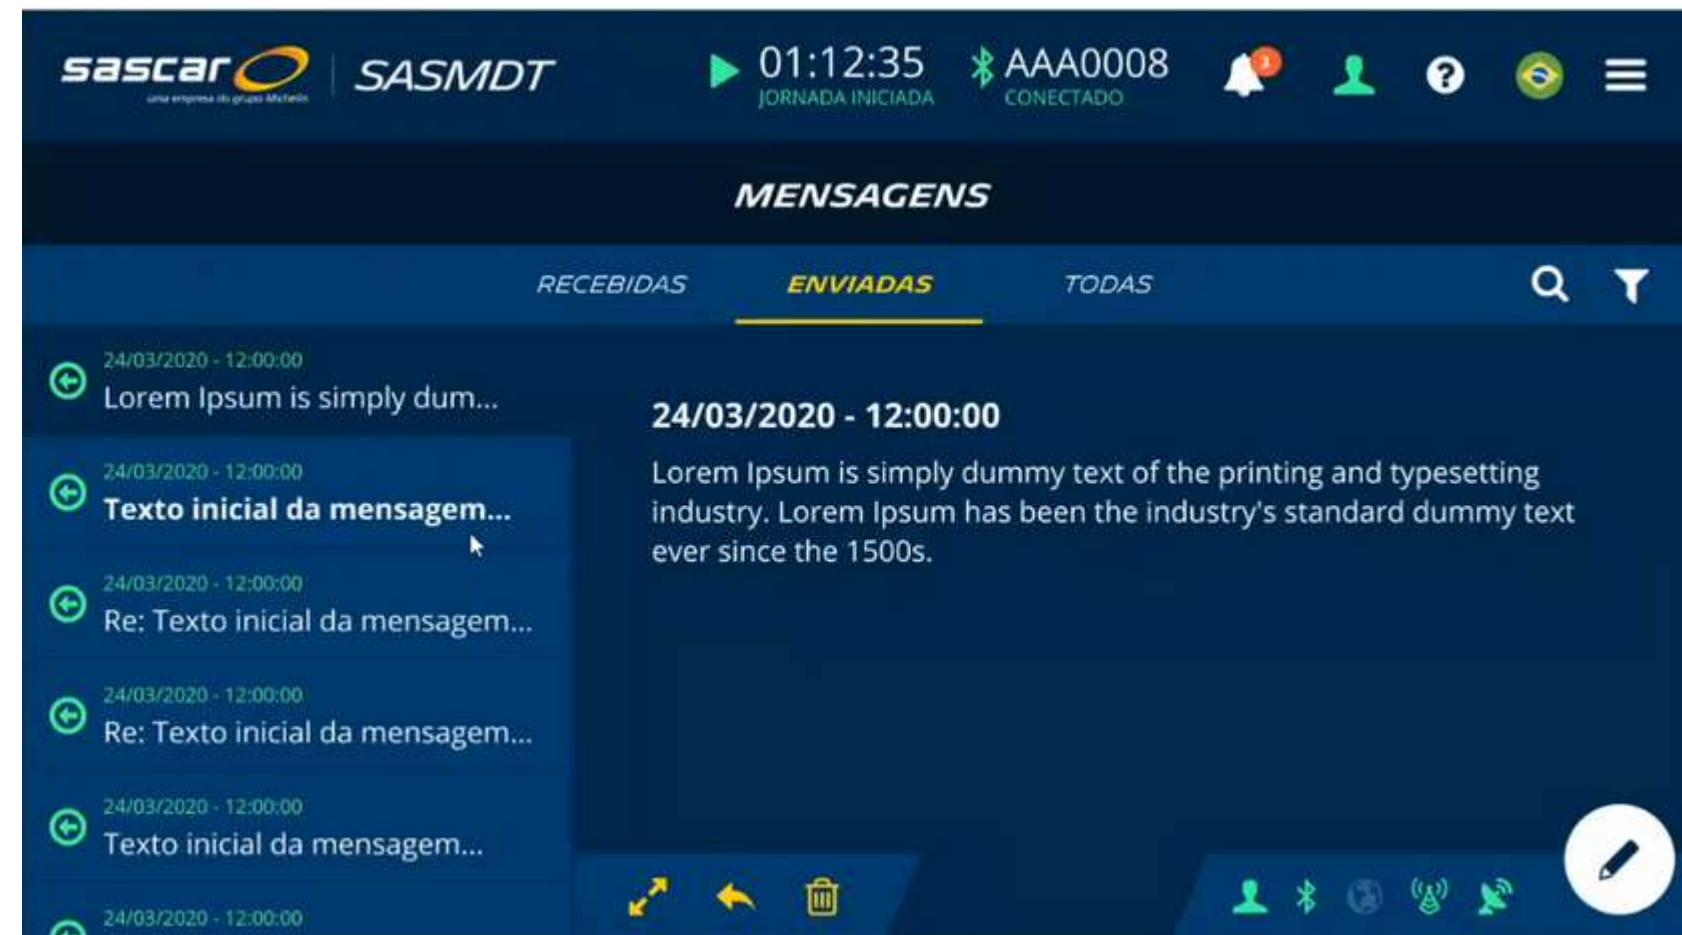 sascar
uma empresa do grupo Michelin
SASMDT
01:12:35
JORNADA INICIADA
AAA0008
CONECTADO
MENSAGENS
RECEBIDAS
ENVIADAS
TODAS
24/03/2020 - 12:00:00
Lorem Ipsum is simply dum...
24/03/2020 - 12:00:00
Texto inicial da mensagem...
24/03/2020 - 12:00:00
Re: Texto inicial da mensagem...
24/03/2020 - 12:00:00
Re: Texto inicial da mensagem...
24/03/2020 - 12:00:00
Texto inicial da mensagem...
24/03/2020 - 12:00:00
24/03/2020 - 12:00:00
Lorem Ipsum is simply dummy text of the printing and typesetting
industry. Lorem Ipsum has been the industry's standard dummy text
ever since the 1500s.